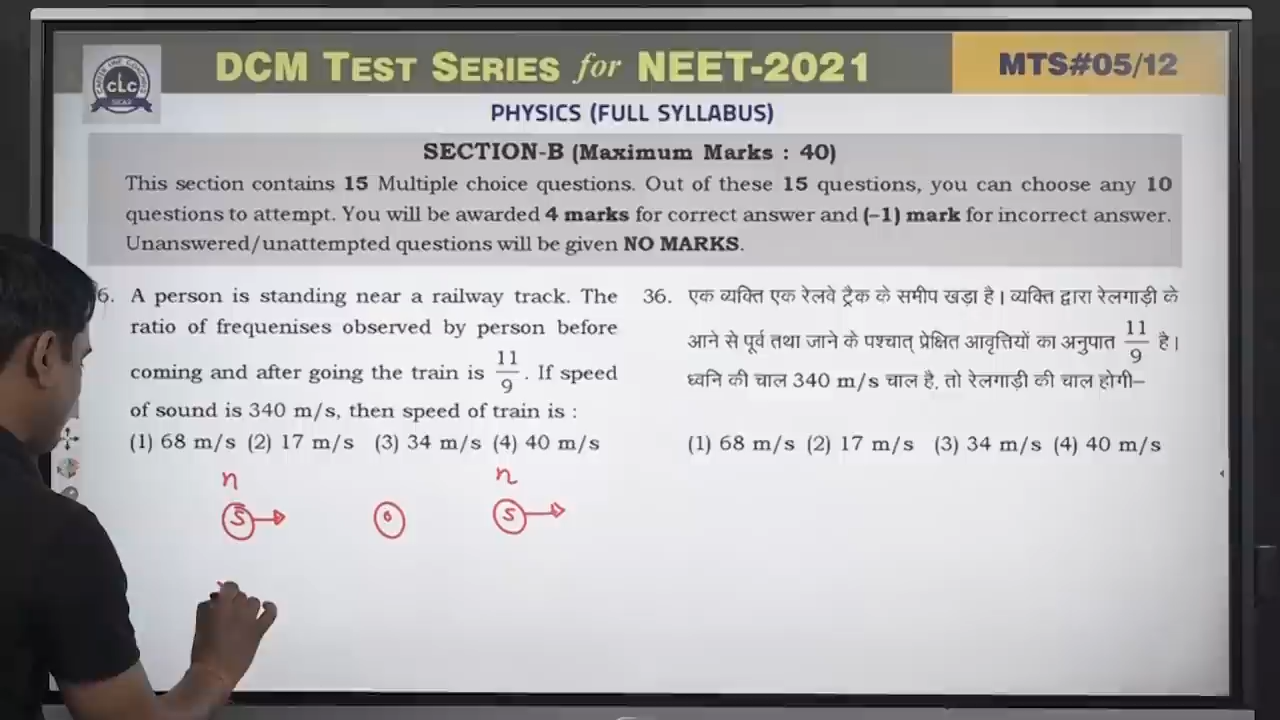 DCM TEST SERIES for NEET-2021
MTS#05/12
CLC
SIKAR
PHYSICS (FULL SYLLABUS)
SECTION-B (Maximum Marks : 40)
This section contains 15 Multiple choice questions. Out of these 15 questions, you can choose any 10
questions to attempt. You will be awarded 4 marks for correct answer and (–1) mark for incorrect answer.
Unanswered/unattempted questions will be given NO MARKS.
6. A person is standing near a railway track. The
ratio of frequenises observed by person before
coming and after going the train is 11/9. If speed
of sound is 340 m/s, then speed of train is :
(1) 68 m/s (2) 17 m/s (3) 34 m/s (4) 40 m/s
36. एक व्यक्ति एक रेलवे ट्रैक के समीप खड़ा है। व्यक्ति द्वारा रेलगाड़ी के
आने से पूर्व तथा जाने के पश्चात् प्रेक्षित आवृत्तियों का अनुपात 11/9 है।
ध्वनि की चाल 340 m/s चाल है, तो रेलगाड़ी की चाल होगी–
(1) 68 m/s (2) 17 m/s (3) 34 m/s (4) 40 m/s
n n
S O S